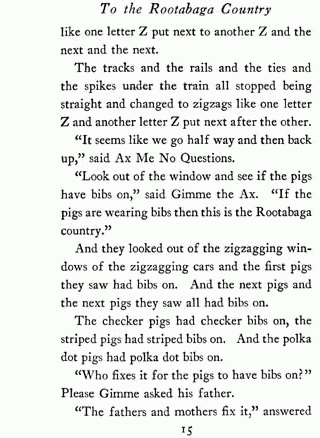 To the Rootabaga Country
like one letter Z put next to another Z and the
next and the next.
The tracks and the rails and the ties and
the spikes under the train all stopped being
straight and changed to zigzags like one letter
Z and another letter Z put next after the other.
"It seems like we go half way and then back
up," said Ax Me No Questions.
"Look out of the window and see if the pigs
have bibs on," said Gimme the Ax. "If the
pigs are wearing bibs then this is the Rootabaga
country."
And they looked out of the zigzagging win-
dows of the zigzagging cars and the first pigs
they saw had bibs on. And the next pigs and
the next pigs they saw all had bibs on.
The checker pigs had checker bibs on, the
striped pigs had striped bibs on. And the polka
dot pigs had polka dot bibs on.
"Who fixes it for the pigs to have bibs on?"
Please Gimme asked his father.
"The fathers and mothers fix it," answered
15